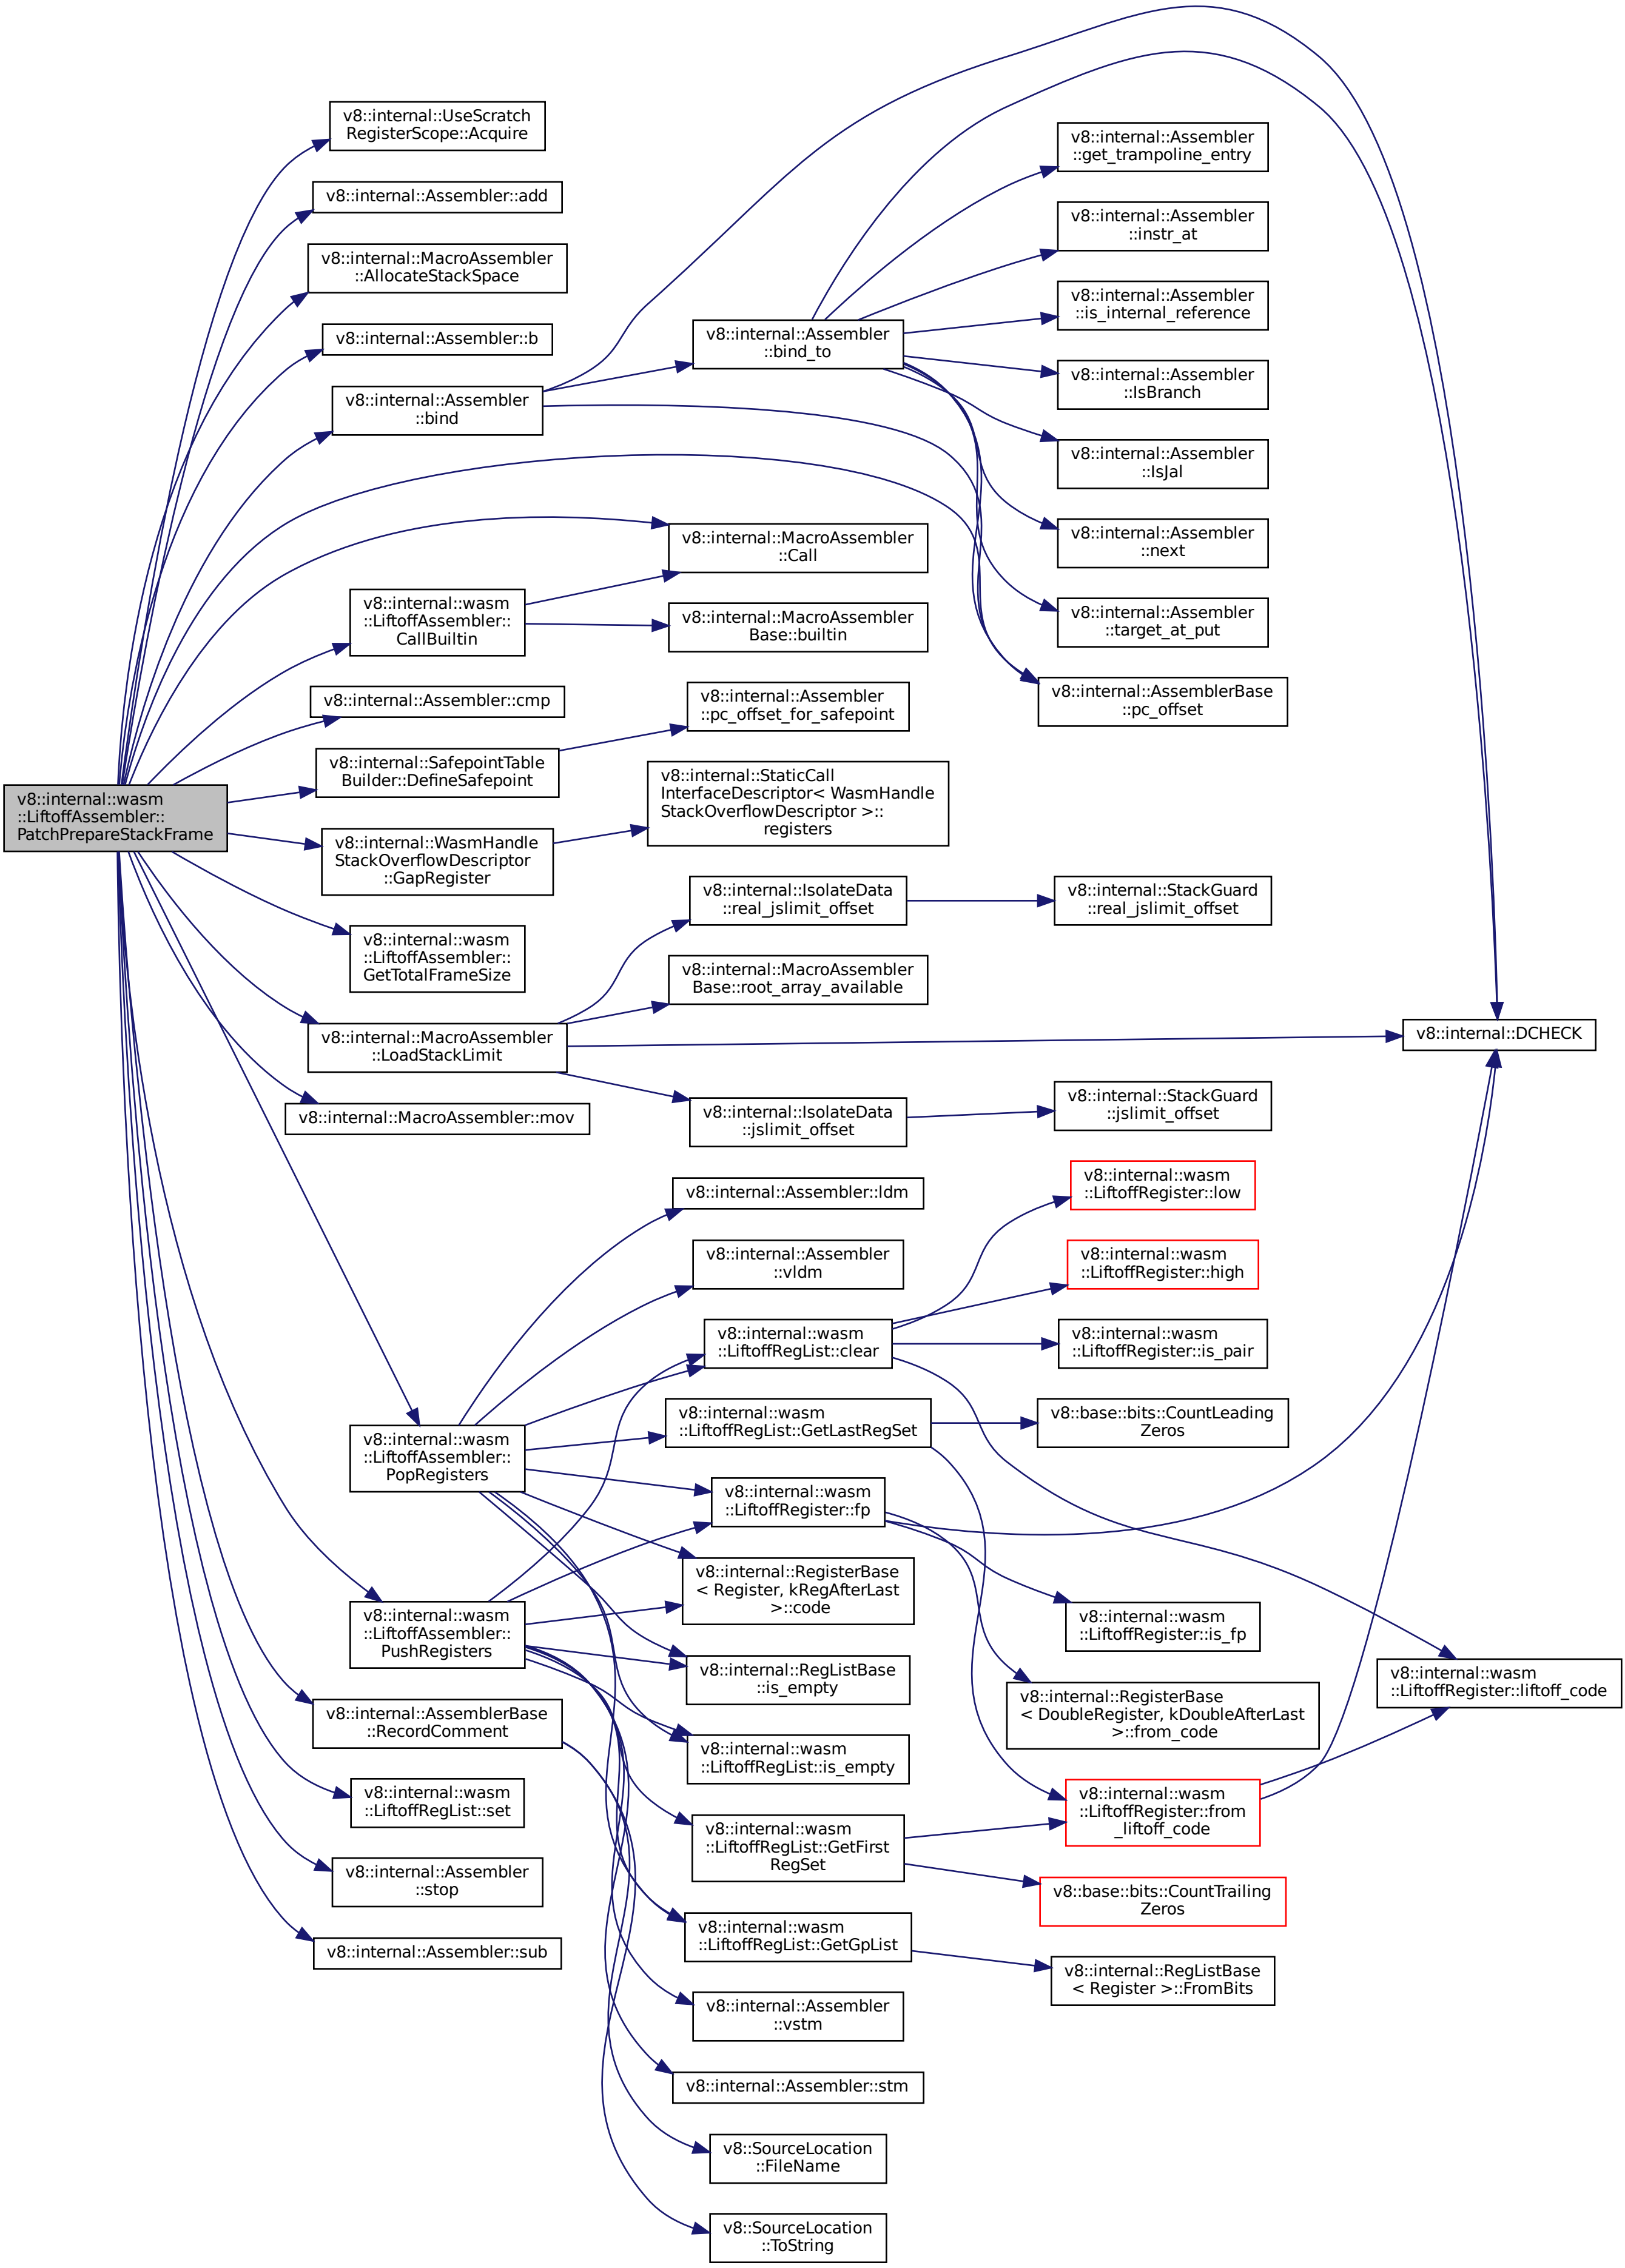 v8::internal::wasm
::LiftoffAssembler::
PatchPrepareStackFrame
v8::internal::UseScratch
RegisterScope::Acquire
v8::internal::Assembler::add
v8::internal::MacroAssembler
::AllocateStackSpace
v8::internal::Assembler::b
v8::internal::Assembler
::bind
v8::internal::wasm
::LiftoffAssembler::
CallBuiltin
v8::internal::Assembler::cmp
v8::internal::SafepointTable
Builder::DefineSafepoint
v8::internal::WasmHandle
StackOverflowDescriptor
::GapRegister
v8::internal::wasm
::LiftoffAssembler::
GetTotalFrameSize
v8::internal::MacroAssembler
::LoadStackLimit
v8::internal::MacroAssembler::mov
v8::internal::wasm
::LiftoffAssembler::
PopRegisters
v8::internal::wasm
::LiftoffAssembler::
PushRegisters
v8::internal::AssemblerBase
::RecordComment
v8::internal::wasm
::LiftoffRegList::set
v8::internal::Assembler
::stop
v8::internal::Assembler::sub
v8::internal::Assembler
::bind_to
v8::internal::MacroAssembler
::Call
v8::internal::MacroAssembler
Base::builtin
v8::internal::Assembler
::pc_offset_for_safepoint
v8::internal::StaticCall
InterfaceDescriptor< WasmHandle
StackOverflowDescriptor >::
registers
v8::internal::IsolateData
::real_jslimit_offset
v8::internal::MacroAssembler
Base::root_array_available
v8::internal::IsolateData
::jslimit_offset
v8::internal::Assembler::ldm
v8::internal::Assembler
::vldm
v8::internal::wasm
::LiftoffRegList::clear
v8::internal::wasm
::LiftoffRegList::GetLastRegSet
v8::internal::wasm
::LiftoffRegister::fp
v8::internal::RegisterBase
< Register, kRegAfterLast
>::code
v8::internal::RegListBase
::is_empty
v8::internal::wasm
::LiftoffRegList::is_empty
v8::internal::wasm
::LiftoffRegList::GetFirst
RegSet
v8::internal::wasm
::LiftoffRegList::GetGpList
v8::internal::Assembler
::vstm
v8::internal::Assembler::stm
v8::SourceLocation
::FileName
v8::SourceLocation
::ToString
v8::internal::Assembler
::get_trampoline_entry
v8::internal::Assembler
::instr_at
v8::internal::Assembler
::is_internal_reference
v8::internal::Assembler
::IsBranch
v8::internal::Assembler
::IsJal
v8::internal::Assembler
::next
v8::internal::Assembler
::target_at_put
v8::internal::AssemblerBase
::pc_offset
v8::internal::StackGuard
::real_jslimit_offset
v8::internal::StackGuard
::jslimit_offset
v8::internal::wasm
::LiftoffRegister::low
v8::internal::wasm
::LiftoffRegister::high
v8::internal::wasm
::LiftoffRegister::is_pair
v8::base::bits::CountLeading
Zeros
v8::internal::wasm
::LiftoffRegister::is_fp
v8::internal::RegisterBase
< DoubleRegister, kDoubleAfterLast
>::from_code
v8::internal::wasm
::LiftoffRegister::from
_liftoff_code
v8::base::bits::CountTrailing
Zeros
v8::internal::RegListBase
< Register >::FromBits
v8::internal::DCHECK
v8::internal::wasm
::LiftoffRegister::liftoff_code